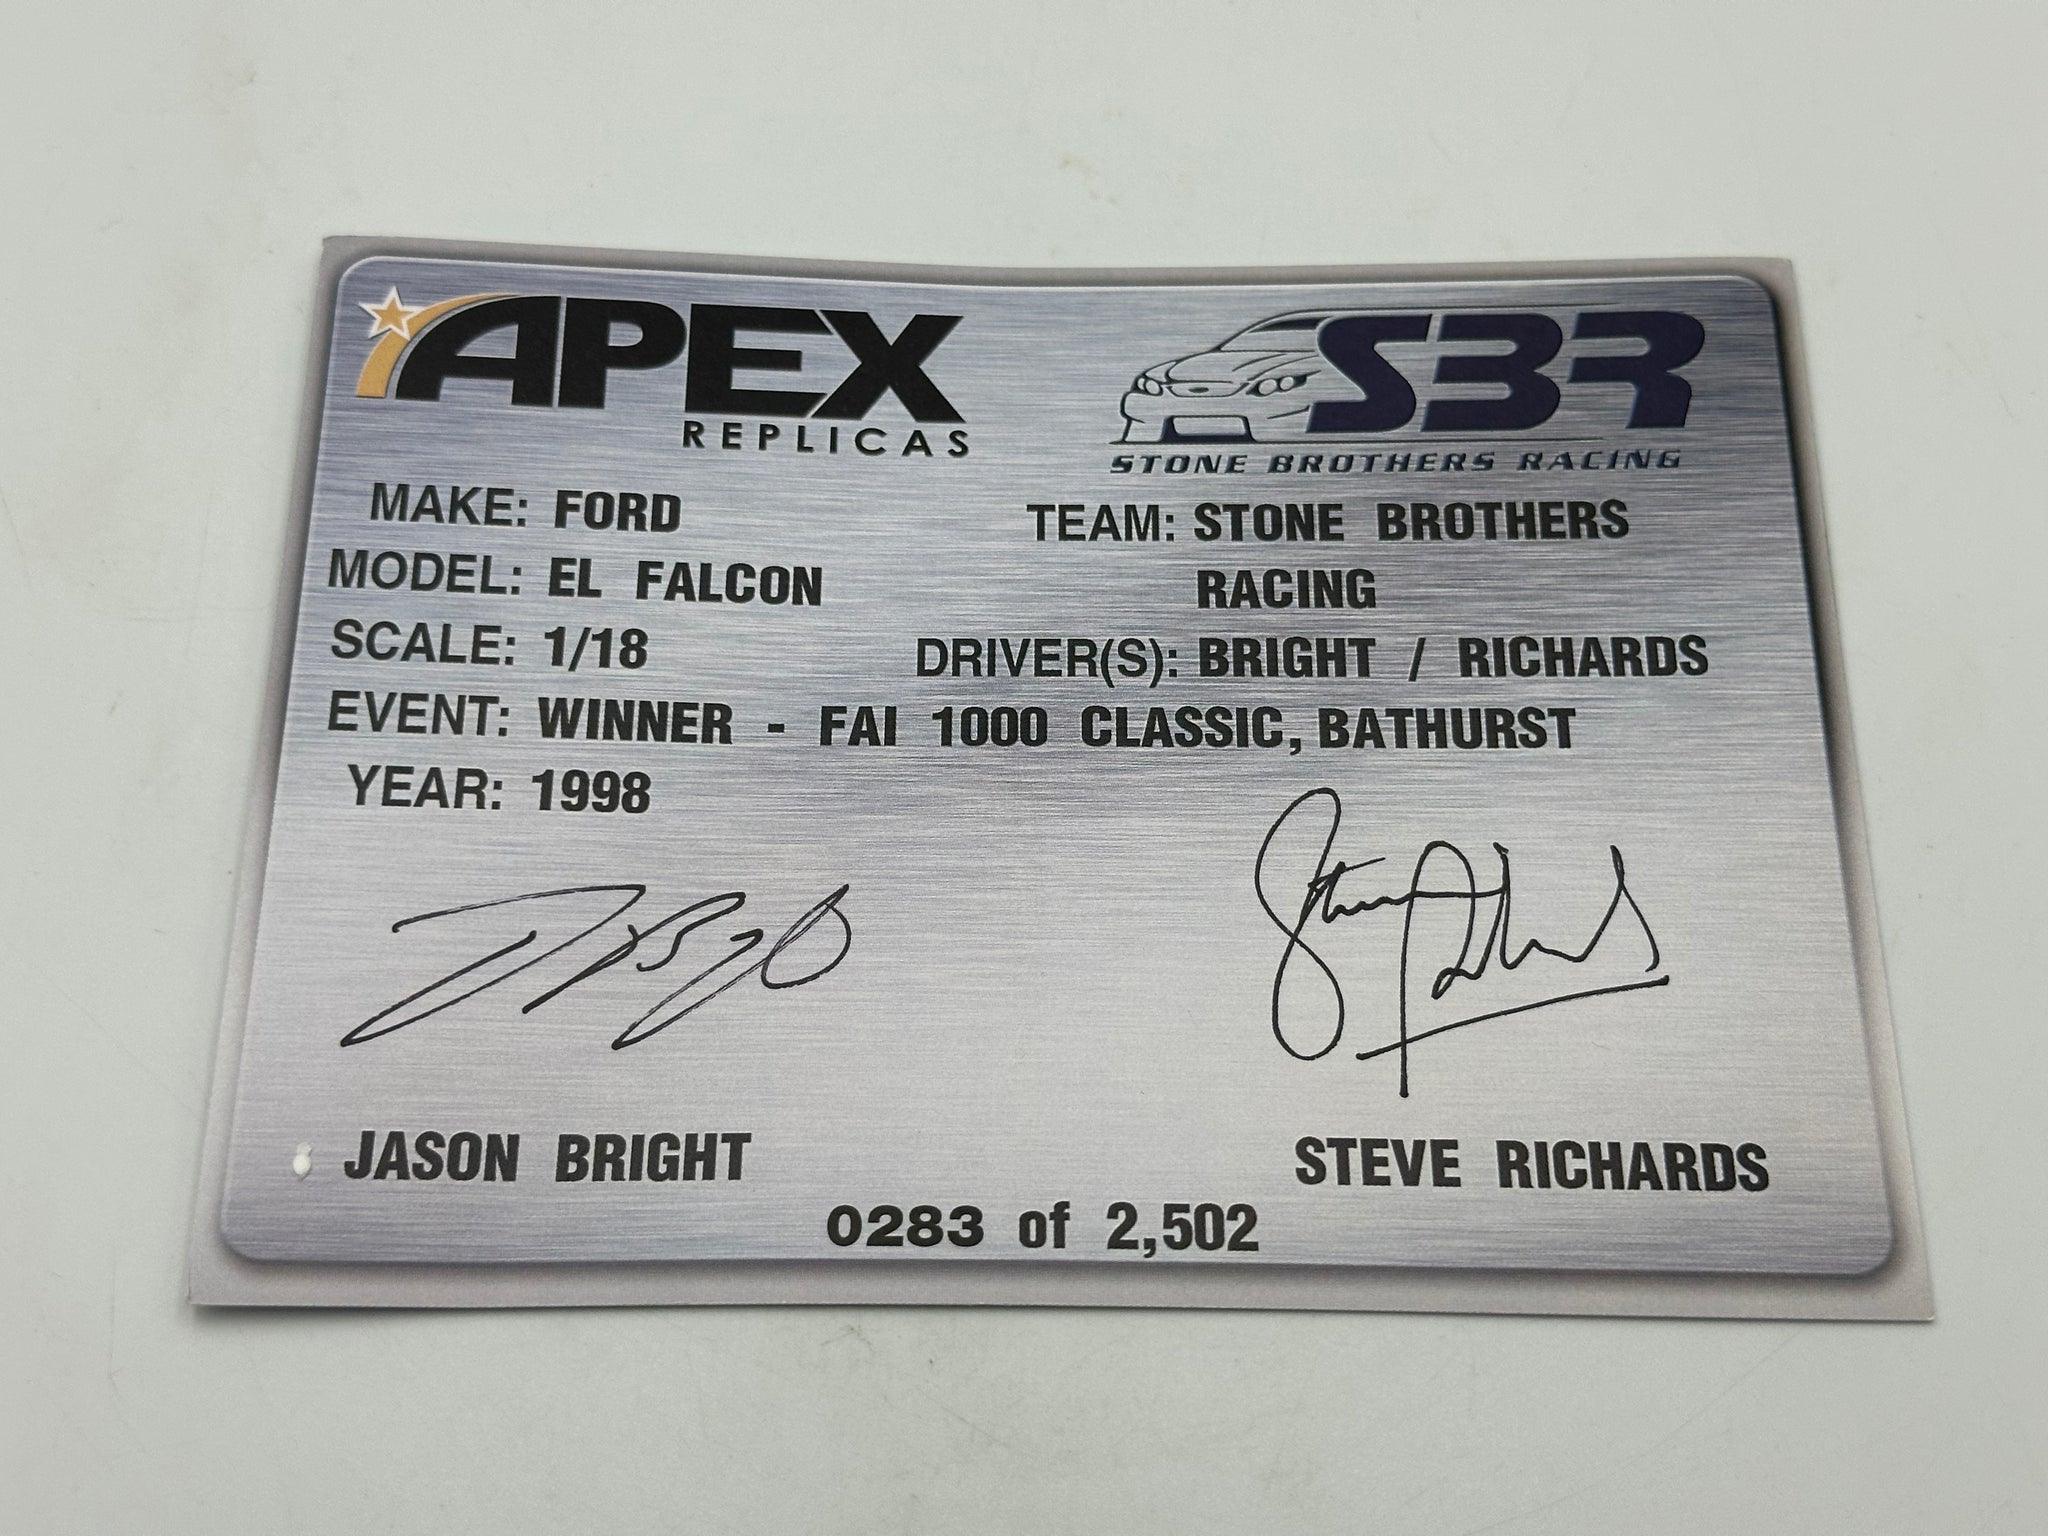 APEX
REPLICAS
SBR
STONE BROTHERS RACING
MAKE: FORD
MODEL: EL FALCON
SCALE: 1/18
TEAM: STONE BROTHERS
RACING
DRIVER(S): BRIGHT / RICHARDS
EVENT: WINNER - FAI 1000 CLASSIC, BATHURST
YEAR: 1998
JASON BRIGHT
STEVE RICHARDS
0283 of 2,502